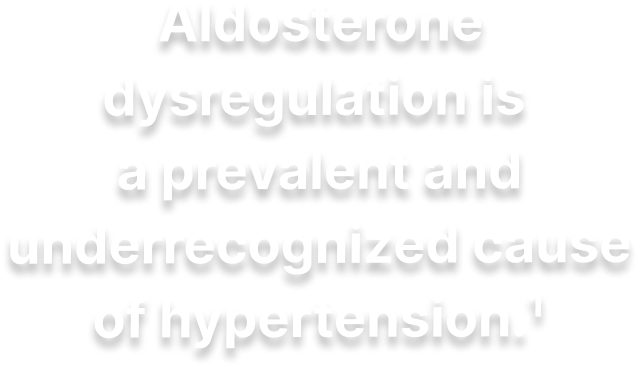 Aldosterone
dysregulation is
a prevalent and
underrecognized cause
of hypertension.¹